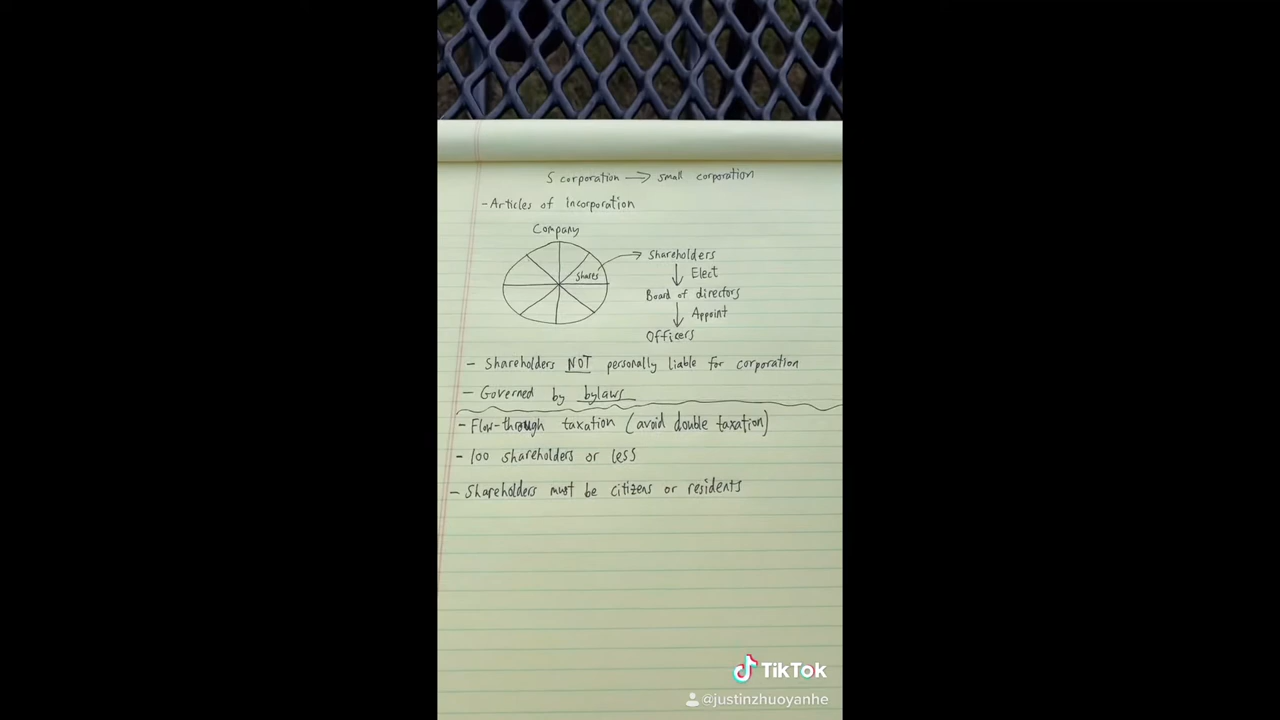 S corporation → small corporation
- Articles of incorporation
Company
shares
Shareholders
Elect
Board of directors
Appoint
Officers
- Shareholders NOT personally liable for corporation
- Governed by bylaws
- Flow-through taxation (avoid double taxation)
- 100 shareholders or less
- Shareholders must be citizens or residents
TikTok
@justinzhuoyanhe